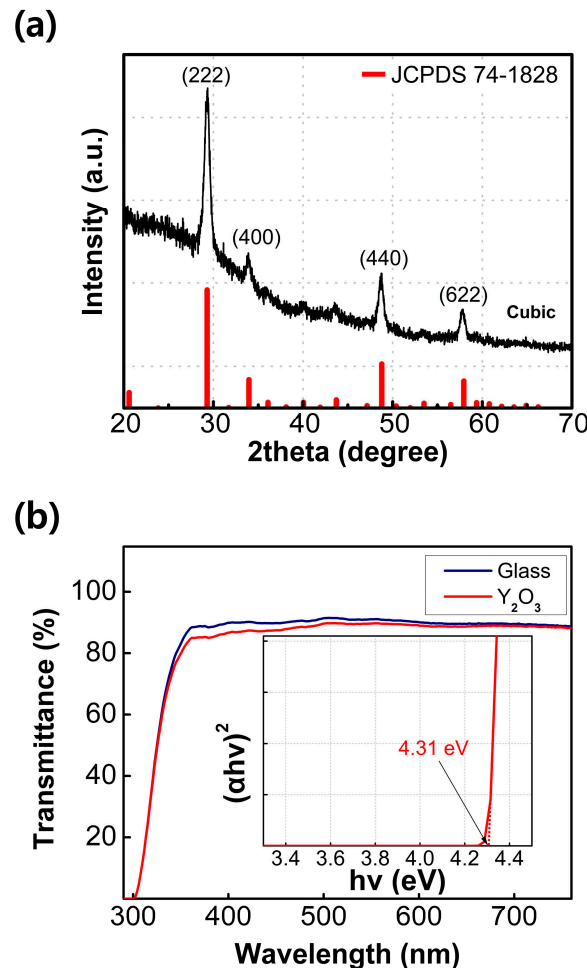 (a)
(222)
JCPDS 74-1828
(400)
(440)
(622)
Cubic
Intensity (a.u.)
20 30 40 50 60 70
2theta (degree)
(b)
100
80
60
40
20
Transmittance (%)
Glass
Y₂O₃
4.31 eV
(αhν)²
3.4 3.6 3.8 4.0 4.2 4.4
hν (eV)
300 400 500 600 700
Wavelength (nm)